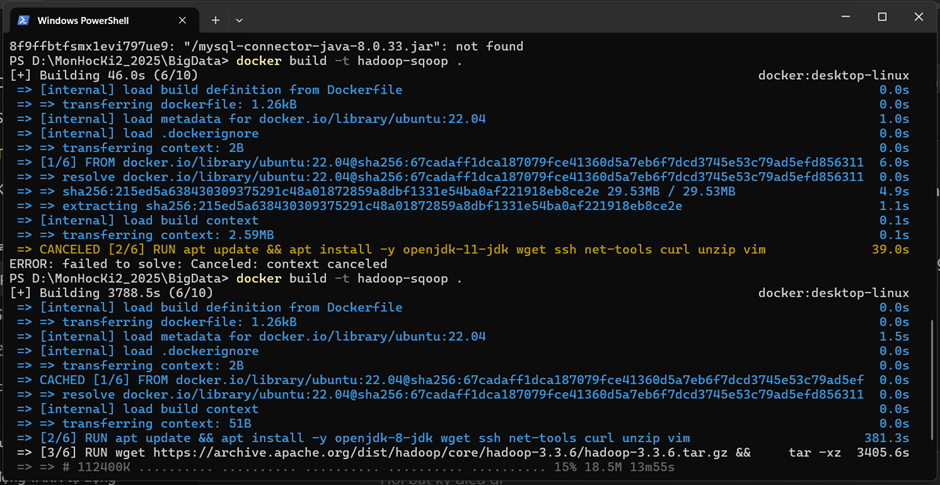 Windows PowerShell
8f9ffbtfsmx1evi797ue9: "/mysql-connector-java-8.0.33.jar": not found
PS D:\MonHocKi2_2025\BigData> docker build -t hadoop-sqoop .
[+] Building 46.0s (6/10) docker:desktop-linux
=> [internal] load build definition from Dockerfile 0.0s
=> => transferring dockerfile: 1.26kB 0.0s
=> [internal] load metadata for docker.io/library/ubuntu:22.04 1.0s
=> [internal] load .dockerignore 0.0s
=> => transferring context: 2B 0.0s
=> [1/6] FROM docker.io/library/ubuntu:22.04@sha256:67cadaff1dca187079fce41360d5a7eb6f7dcd3745e53c79ad5efd856311 6.0s
=> => resolve docker.io/library/ubuntu:22.04@sha256:67cadaff1dca187079fce41360d5a7eb6f7dcd3745e53c79ad5efd856311 0.0s
=> => sha256:215ed5a638430309375291c48a01872859a8dbf1331e54ba0af221918eb8ce2e 29.53MB / 29.53MB 4.9s
=> => extracting sha256:215ed5a638430309375291c48a01872859a8dbf1331e54ba0af221918eb8ce2e 1.1s
=> [internal] load build context 0.1s
=> => transferring context: 2.59MB 0.1s
=> CANCELED [2/6] RUN apt update && apt install -y openjdk-11-jdk wget ssh net-tools curl unzip vim 39.0s
ERROR: failed to solve: Canceled: context canceled
PS D:\MonHocKi2_2025\BigData> docker build -t hadoop-sqoop .
[+] Building 3788.5s (6/10) docker:desktop-linux
=> [internal] load build definition from Dockerfile 0.0s
=> => transferring dockerfile: 1.26kB 0.0s
=> [internal] load metadata for docker.io/library/ubuntu:22.04 1.5s
=> [internal] load .dockerignore 0.0s
=> => transferring context: 2B 0.0s
=> CACHED [1/6] FROM docker.io/library/ubuntu:22.04@sha256:67cadaff1dca187079fce41360d5a7eb6f7dcd3745e53c79ad5ef 0.0s
=> => resolve docker.io/library/ubuntu:22.04@sha256:67cadaff1dca187079fce41360d5a7eb6f7dcd3745e53c79ad5efd856311 0.0s
=> [internal] load build context 0.0s
=> => transferring context: 51B 0.0s
=> [2/6] RUN apt update && apt install -y openjdk-8-jdk wget ssh net-tools curl unzip vim 381.3s
=> [3/6] RUN wget https://archive.apache.org/dist/hadoop/core/hadoop-3.3.6/hadoop-3.3.6.tar.gz && tar -xz 3405.6s
=> => # 112400K .......... .......... .......... .......... .......... 15% 18.5M 13m55s